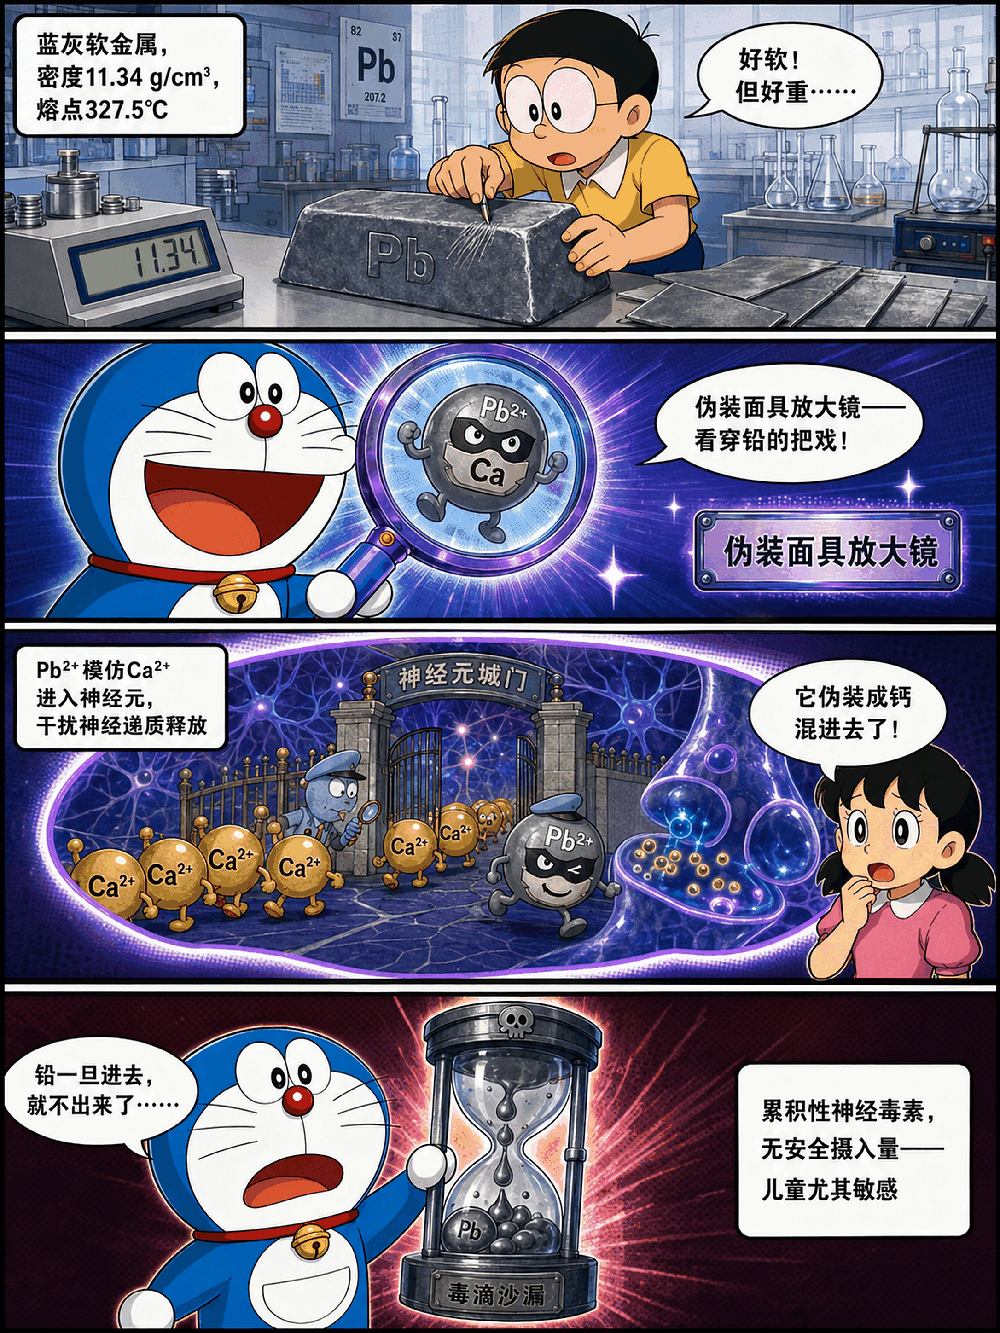 蓝灰软金属，
密度11.34 g/cm³，
熔点327.5℃
82 S7
Pb
207.2
好软！
但好重……
11.34
Pb
Pb²⁺
Ca
伪装面具放大镜——
看穿铅的把戏！
伪装面具放大镜
Pb²⁺模仿Ca²⁺
进入神经元，
干扰神经递质释放
神经元城门
它伪装成钙
混进去了！
Ca²⁺
Ca²⁺
Ca²⁺
Ca²⁺
Ca²⁺
Ca²⁺
Pb²⁺
铅一旦进去，
就不出来了……
Pb
毒滴沙漏
累积性神经毒素，
无安全摄入量——
儿童尤其敏感